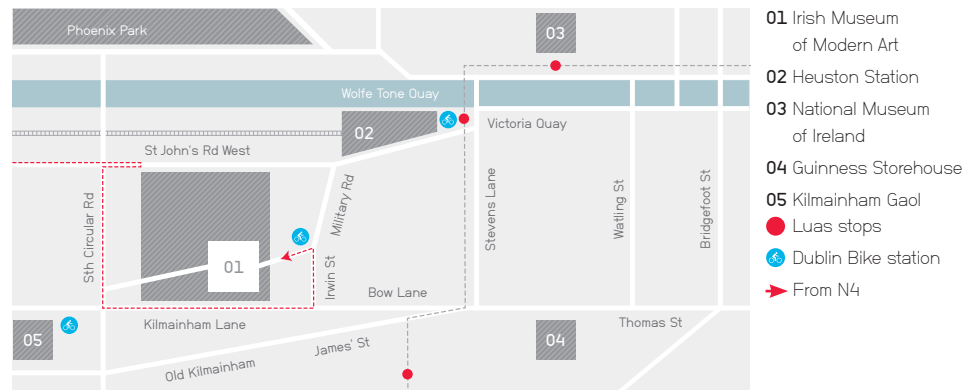 Phoenix Park
03
Wolfe Tone Quay
02
Victoria Quay
St John's Rd West
Military Rd
Sth Circular Rd
Stevens Lane
Watling St
Bridgefoot St
01
Irwin St
Bow Lane
Kilmainham Lane
Thomas St
05
James' St
04
Old Kilmainham
01 Irish Museum
of Modern Art
02 Heuston Station
03 National Museum
of Ireland
04 Guinness Storehouse
05 Kilmainham Gaol
Luas stops
Dublin Bike station
From N4